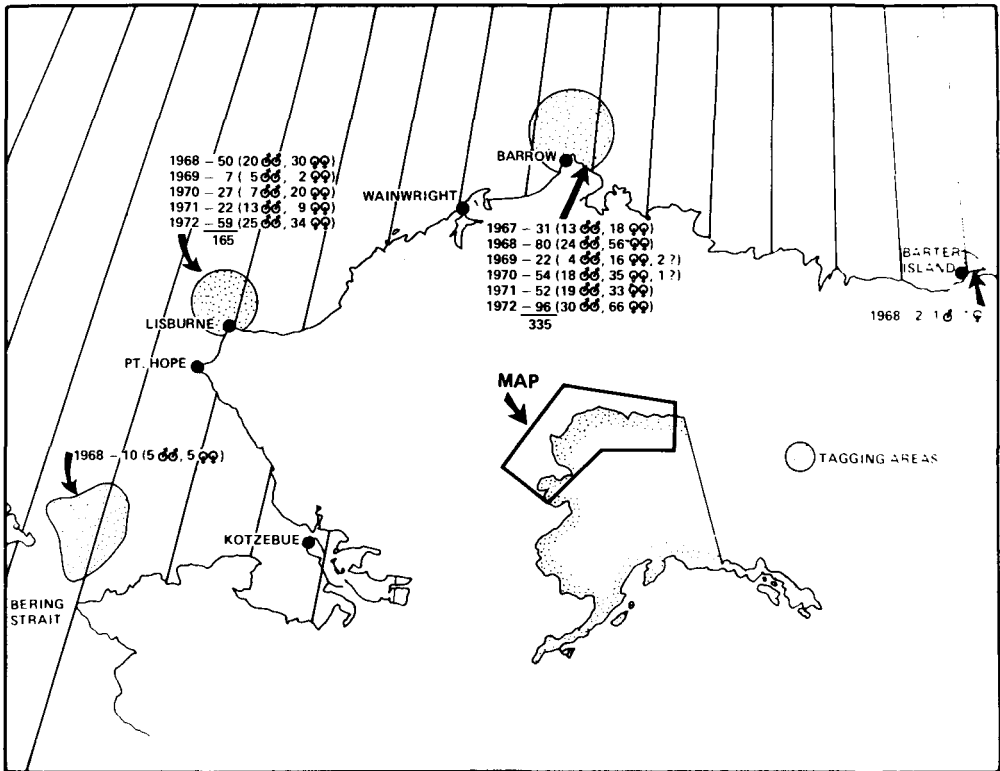 BARROW
1968 – 50 (20 ♂♂, 30 ♀♀)
1969 – 7 ( 5 ♂♂, 2 ♀♀)
1970 – 27 ( 7 ♂♂, 20 ♀♀)
1971 – 22 (13 ♂♂, 9 ♀♀)
1972 – 59 (25 ♂♂, 34 ♀♀)
165
WAINWRIGHT
1967 – 31 (13 ♂♂, 18 ♀♀)
1968 – 80 (24 ♂♂, 56 ♀♀)
1969 – 22 ( 4 ♂♂, 16 ♀♀, 2 ?)
1970 – 54 (18 ♂♂, 35 ♀♀, 1 ?)
1971 – 52 (19 ♂♂, 33 ♀♀)
1972 – 96 (30 ♂♂, 66 ♀♀)
335
BARTER
ISLAND
1968 2 1 ♂ ♀
LISBURNE
PT. HOPE
MAP
1968 – 10 (5 ♂♂, 5 ♀♀)
TAGGING AREAS
KOTZEBUE
BERING
STRAIT